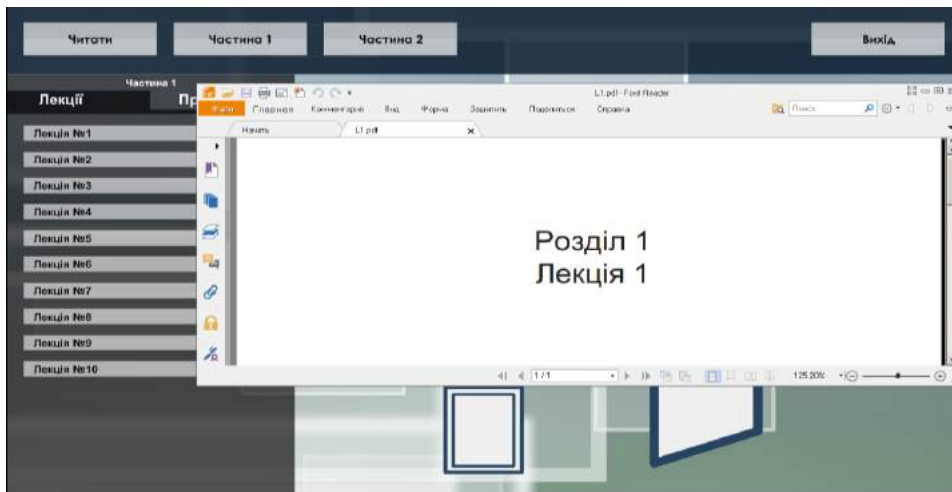 Читати Частина 1 Частина 2 Вихід
Частина 1
Лекції Пр
L1.pdf - Foxit Reader
Файл Главная Комментарий Вид Форма Защитить Поделиться Справка Поиск
Начать L1.pdf
Лекція №1
Лекція №2
Лекція №3
Лекція №4
Лекція №5
Лекція №6
Лекція №7
Лекція №8
Лекція №9
Лекція №10
Розділ 1
Лекція 1
1 / 1 125.20%